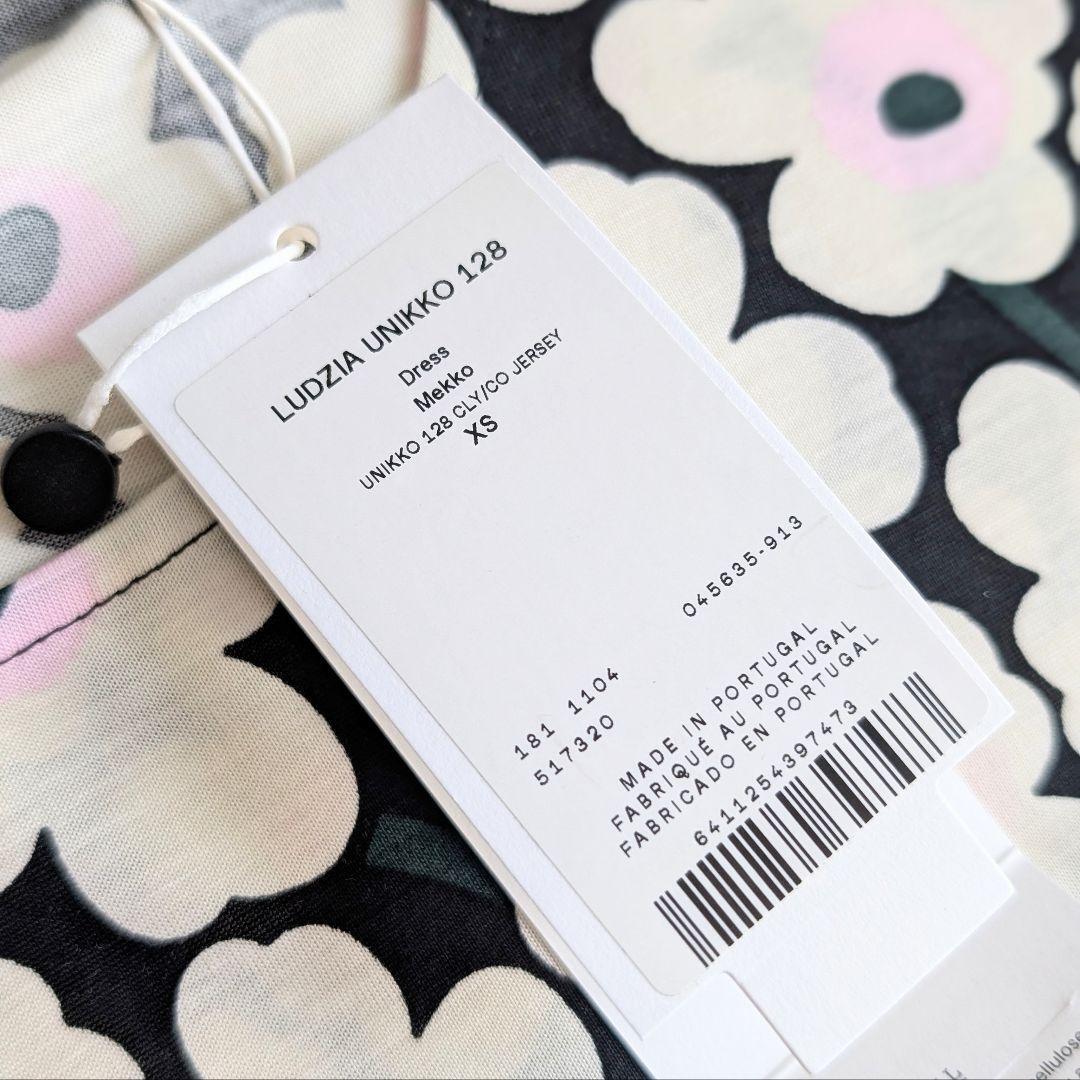 LUDZIA UNIKKO 128
Dress
Mekko
UNIKKO 128 CLY/CO JERSEY
XS
045635-913
181 1104
517320
MADE IN PORTUGAL
FABRIQUÉ AU PORTUGAL
FABRICADO EN PORTUGAL
6411254397473